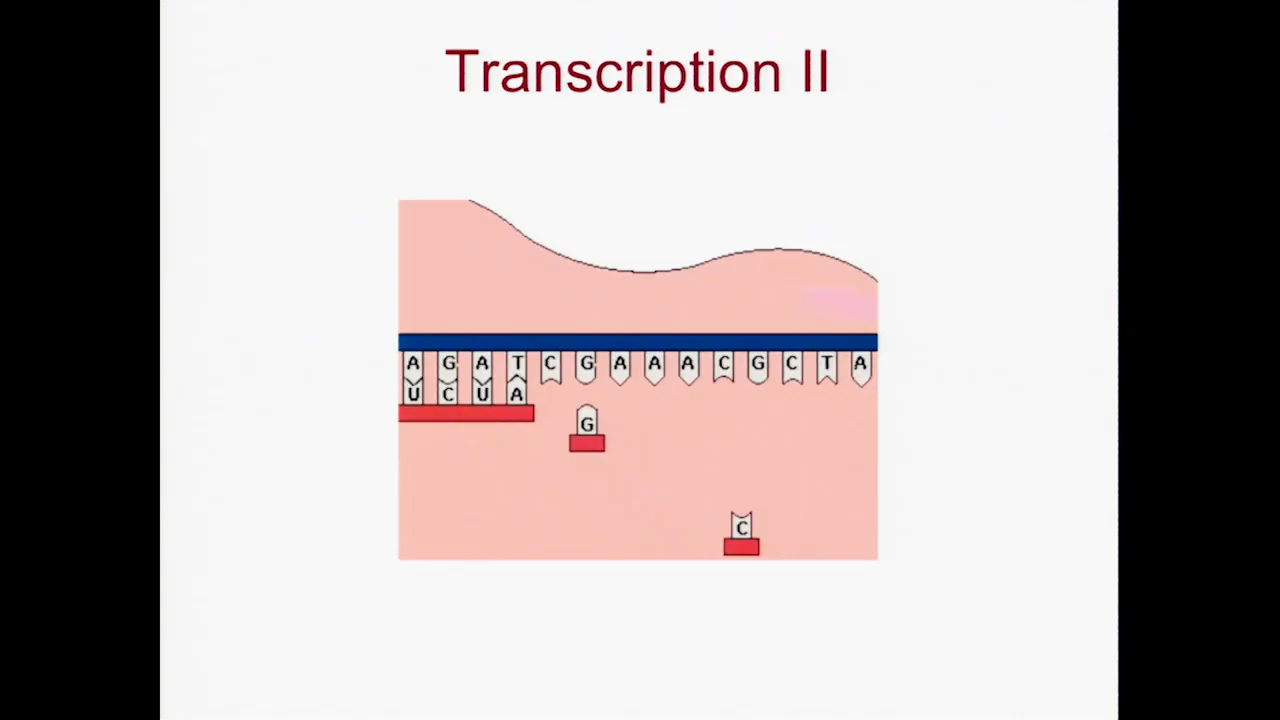 Transcription II
A G A T C G A A A C G C T A
U C U A
G
C